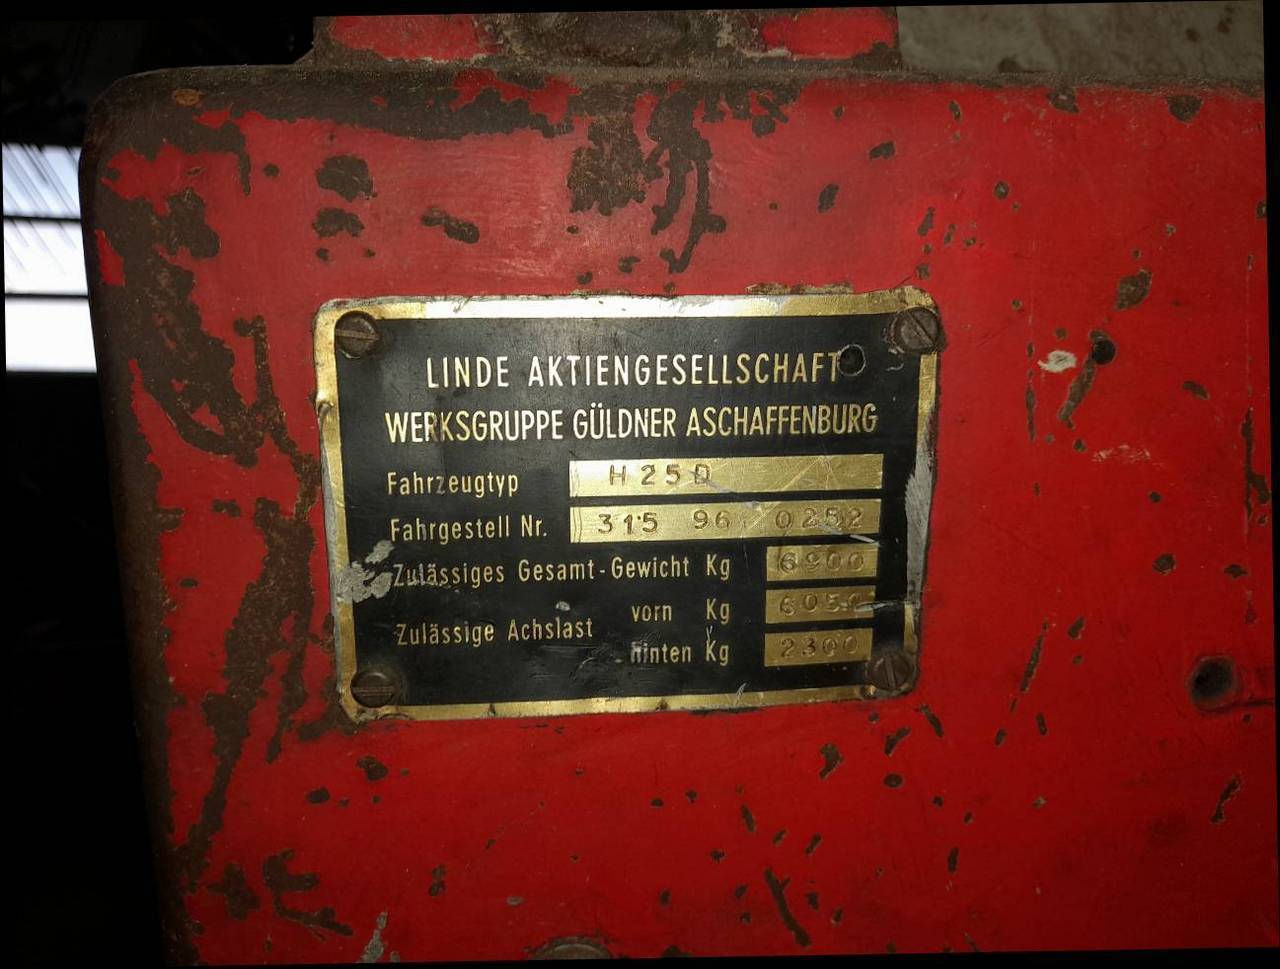 LINDE AKTIENGESELLSCHAFT
WERKSGRUPPE GÜLDNER ASCHAFFENBURG
Fahrzeugtyp H25D
Fahrgestell Nr. 315 96 0252
Zulässiges Gesamt-Gewicht Kg 6900
Zulässige Achslast vorn Kg 6050
hinten Kg 2300